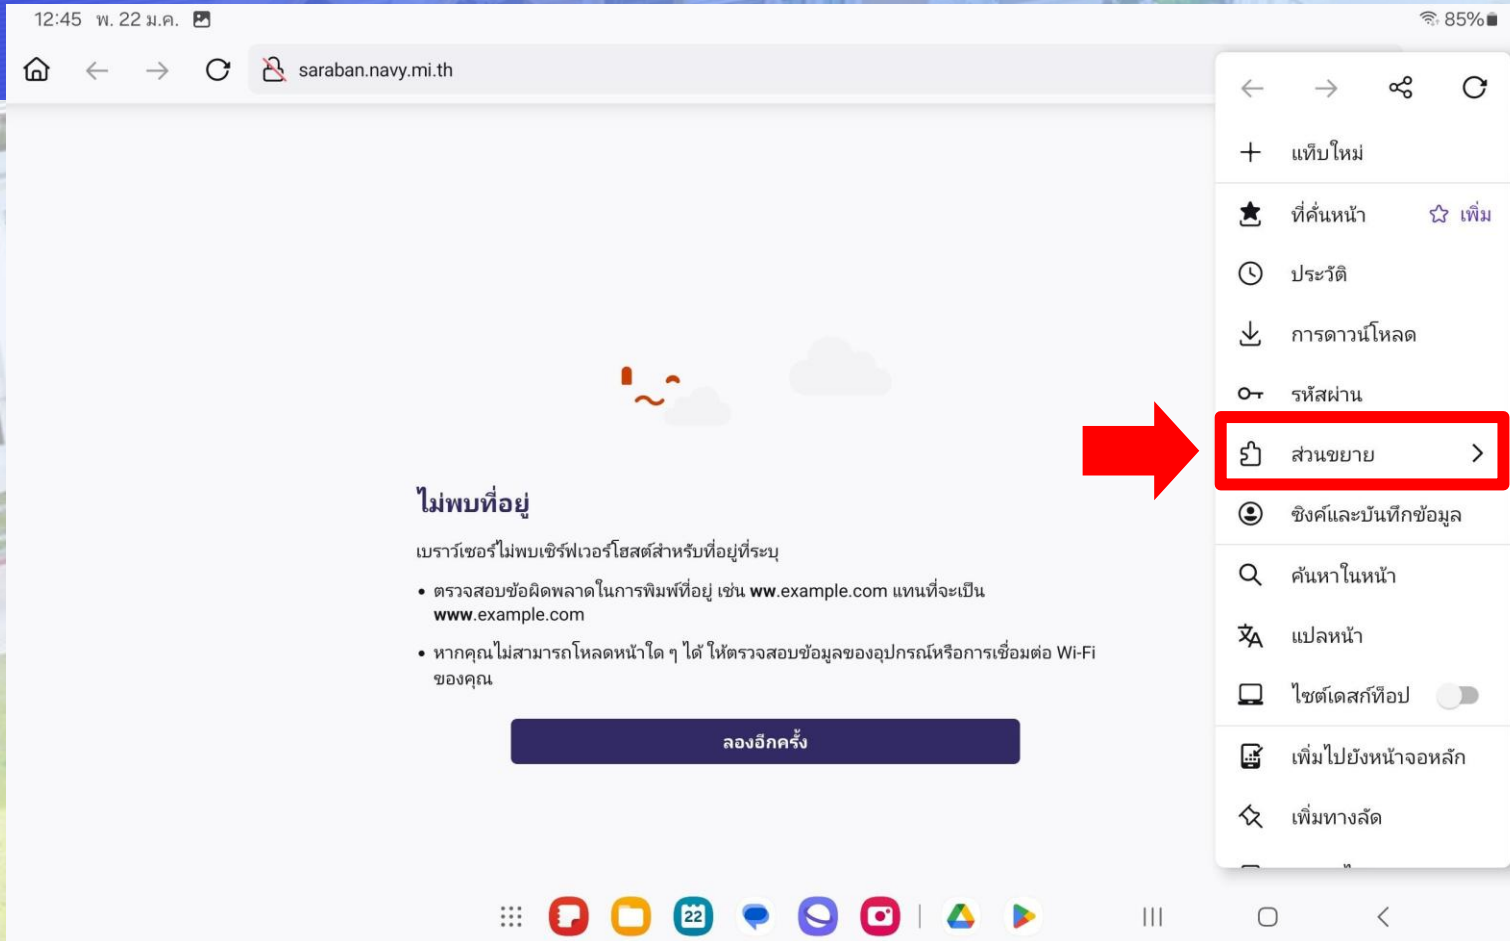 12:45 พ. 22 ม.ค.
85%
saraban.navy.mi.th
แท็บใหม่
ที่คั่นหน้า
เพิ่ม
ประวัติ
การดาวน์โหลด
รหัสผ่าน
ส่วนขยาย
ซิงค์และบันทึกข้อมูล
ค้นหาในหน้า
แปลหน้า
ไซต์เดสก์ท็อป
เพิ่มไปยังหน้าจอหลัก
เพิ่มทางลัด
ไม่พบที่อยู่
เบราว์เซอร์ไม่พบเซิร์ฟเวอร์โฮสต์สำหรับที่อยู่ที่ระบุ
• ตรวจสอบข้อผิดพลาดในการพิมพ์ที่อยู่ เช่น ww.example.com แทนที่จะเป็น
www.example.com
• หากคุณไม่สามารถโหลดหน้าใด ๆ ได้ ให้ตรวจสอบข้อมูลของอุปกรณ์หรือการเชื่อมต่อ Wi-Fi
ของคุณ
ลองอีกครั้ง
22